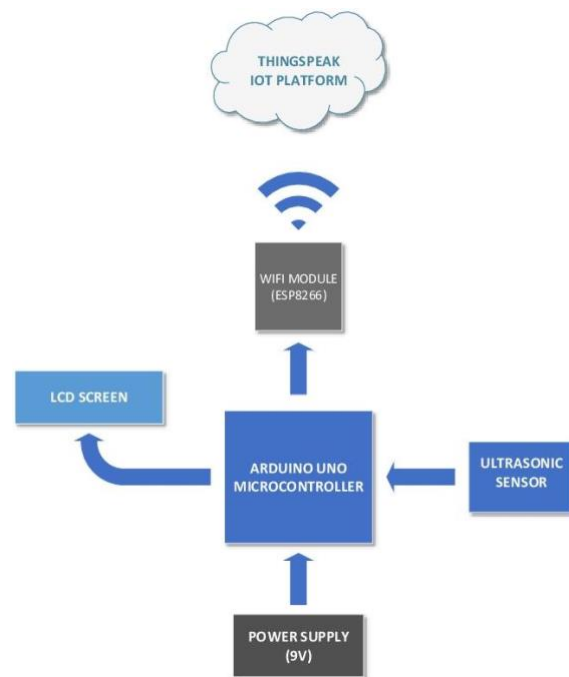 THINGSPEAK
IOT PLATFORM
WIFI MODULE
(ESP8266)
LCD SCREEN
ARDUINO UNO
MICROCONTROLLER
ULTRASONIC
SENSOR
POWER SUPPLY
(9V)